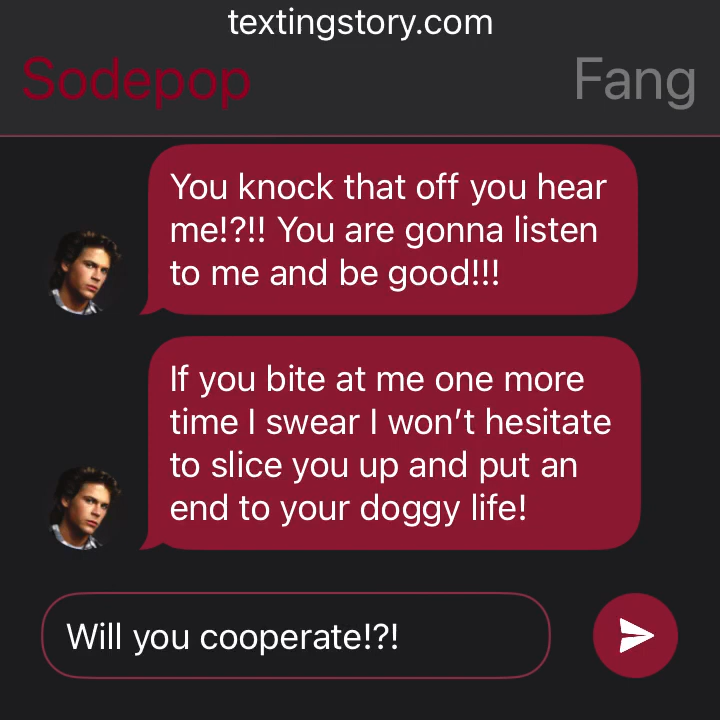 textingstory.com
Sodepop
Fang
You knock that off you hear
me!?!! You are gonna listen
to me and be good!!!
If you bite at me one more
time I swear I won’t hesitate
to slice you up and put an
end to your doggy life!
Will you cooperate!?!